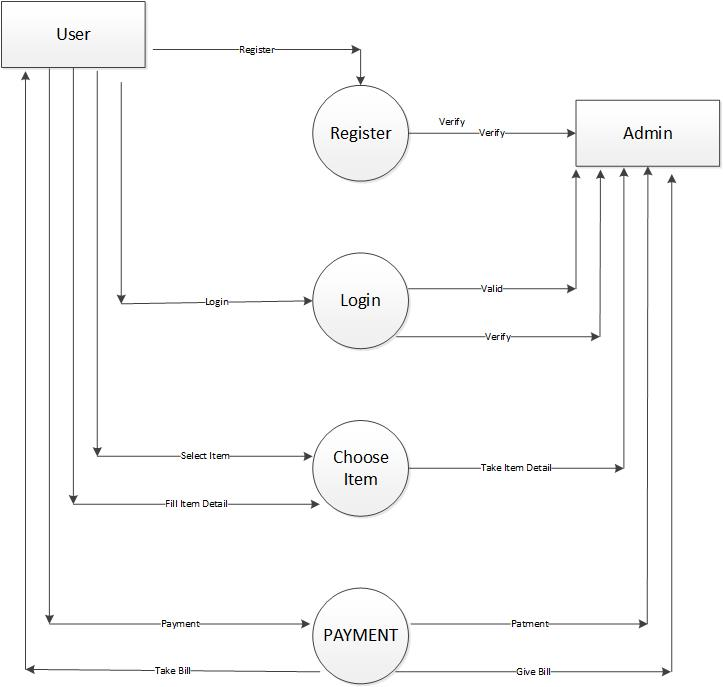 User
Register
Register
Verify
Verify
Admin
Login
Login
Valid
Verify
Select Item
Choose
Item
Take Item Detail
Fill Item Detail
Payment
PAYMENT
Patment
Take Bill
Give Bill